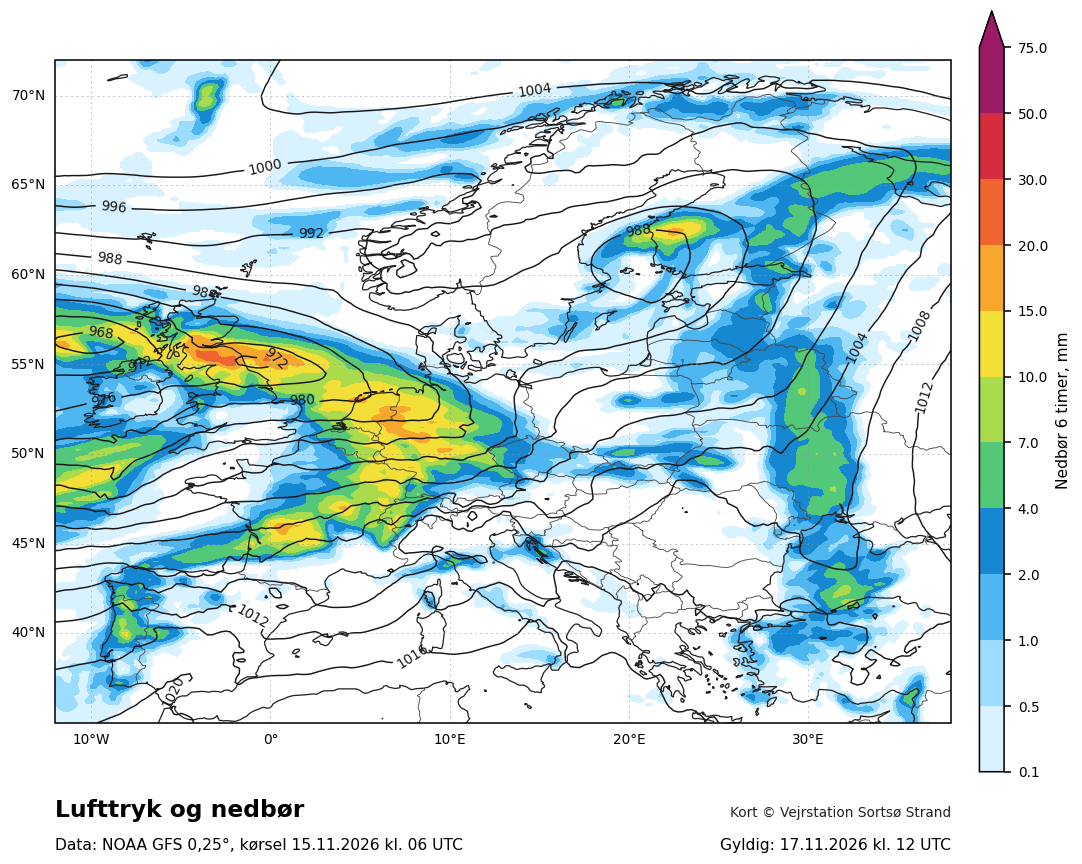 75.0
50.0
30.0
20.0
15.0
10.0
7.0
4.0
2.0
1.0
0.5
0.1
Nedbør 6 timer, mm
70°N
65°N
60°N
55°N
50°N
45°N
40°N
10°W
0°
10°E
20°E
30°E
1004
1000
996
992
988
988
988
968
972
972
976
980
1004
1008
1012
1012
1016
1020
Lufttryk og nedbør
Kort © Vejrstation Sortsø Strand
Data: NOAA GFS 0,25°, kørsel 15.11.2026 kl. 06 UTC
Gyldig: 17.11.2026 kl. 12 UTC